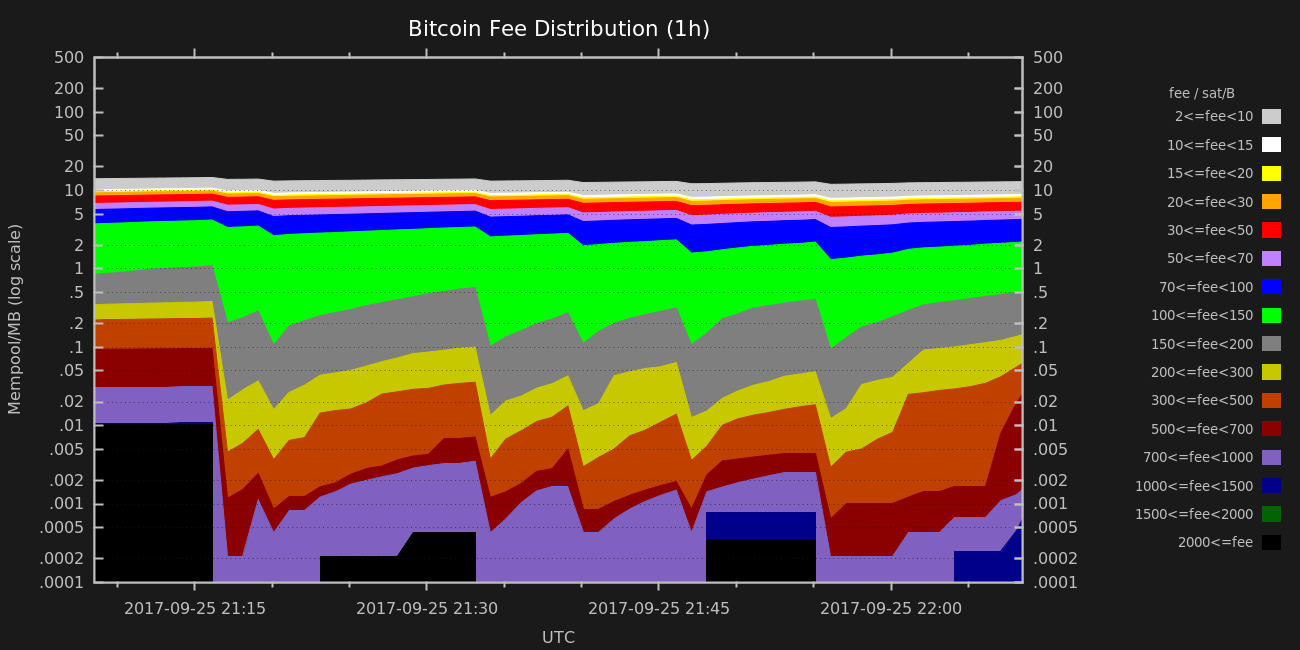 Bitcoin Fee Distribution (1h)
500 500
200 200
100 100
50 50
20 20
10 10
5 5
2 2
1 1
.5 .5
.2 .2
.1 .1
.05 .05
.02 .02
.01 .01
.005 .005
.002 .002
.001 .001
.0005 .0005
.0002 .0002
.0001 .0001
Mempool/MB (log scale)
2017-09-25 21:15 2017-09-25 21:30 2017-09-25 21:45 2017-09-25 22:00
UTC
fee / sat/B
2<=fee<10
10<=fee<15
15<=fee<20
20<=fee<30
30<=fee<50
50<=fee<70
70<=fee<100
100<=fee<150
150<=fee<200
200<=fee<300
300<=fee<500
500<=fee<700
700<=fee<1000
1000<=fee<1500
1500<=fee<2000
2000<=fee